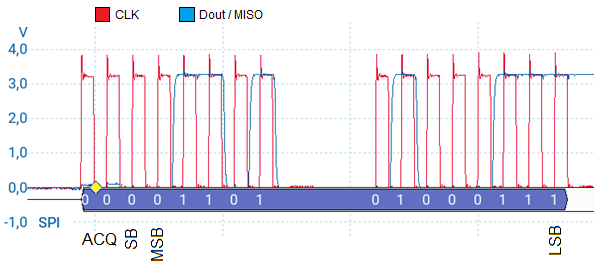 CLK Dout / MISO
V
4,0
3,0
2,0
1,0
0,0
0 0 0 0 1 1 0 1 0 1 0 0 0 1 1 1
-1,0 SPI
ACQ SB MSB LSB